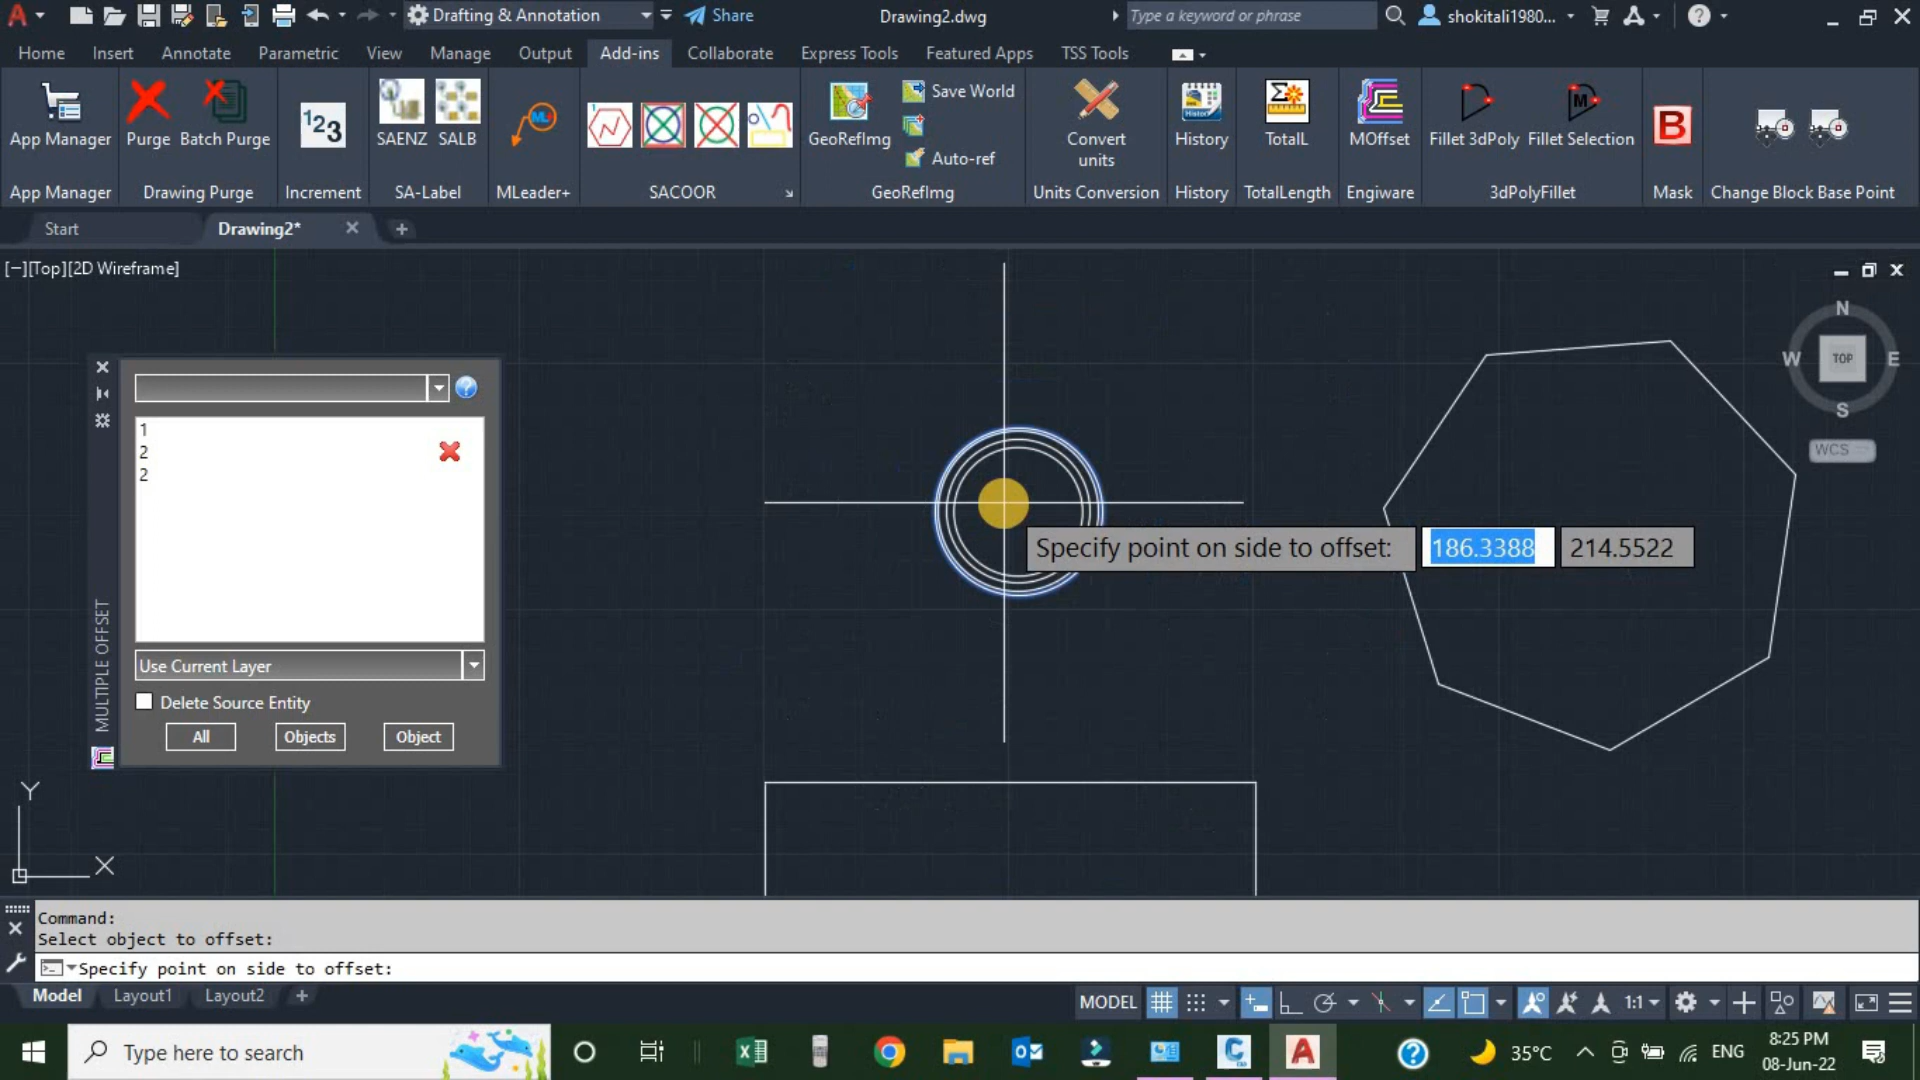 Drafting & Annotation
Share
Drawing2.dwg
Type a keyword or phrase
shokitali1980...
Home
Insert
Annotate
Parametric
View
Manage
Output
Add-ins
Collaborate
Express Tools
Featured Apps
TSS Tools
App Manager
Purge
Batch Purge
123
SAENZ
SALB
GeoRefImg
Save World
Auto-ref
Convert units
History
TotalL
MOffset
Fillet 3dPoly
Fillet Selection
B
App Manager
Drawing Purge
Increment
SA-Label
MLeader+
SACOOR
GeoRefImg
Units Conversion
History
TotalLength
Engiware
3dPolyFillet
Mask
Change Block Base Point
Start
Drawing2*
[−][Top][2D Wireframe]
N
W
TOP
E
S
WCS
1
2
2
MULTIPLE OFFSET
Use Current Layer
Delete Source Entity
All
Objects
Object
Specify point on side to offset:
186.3388
214.5522
Y
X
Command:
Select object to offset:
Specify point on side to offset:
Model
Layout1
Layout2
MODEL
1:1
Type here to search
35°C
ENG
8:25 PM
08-Jun-22